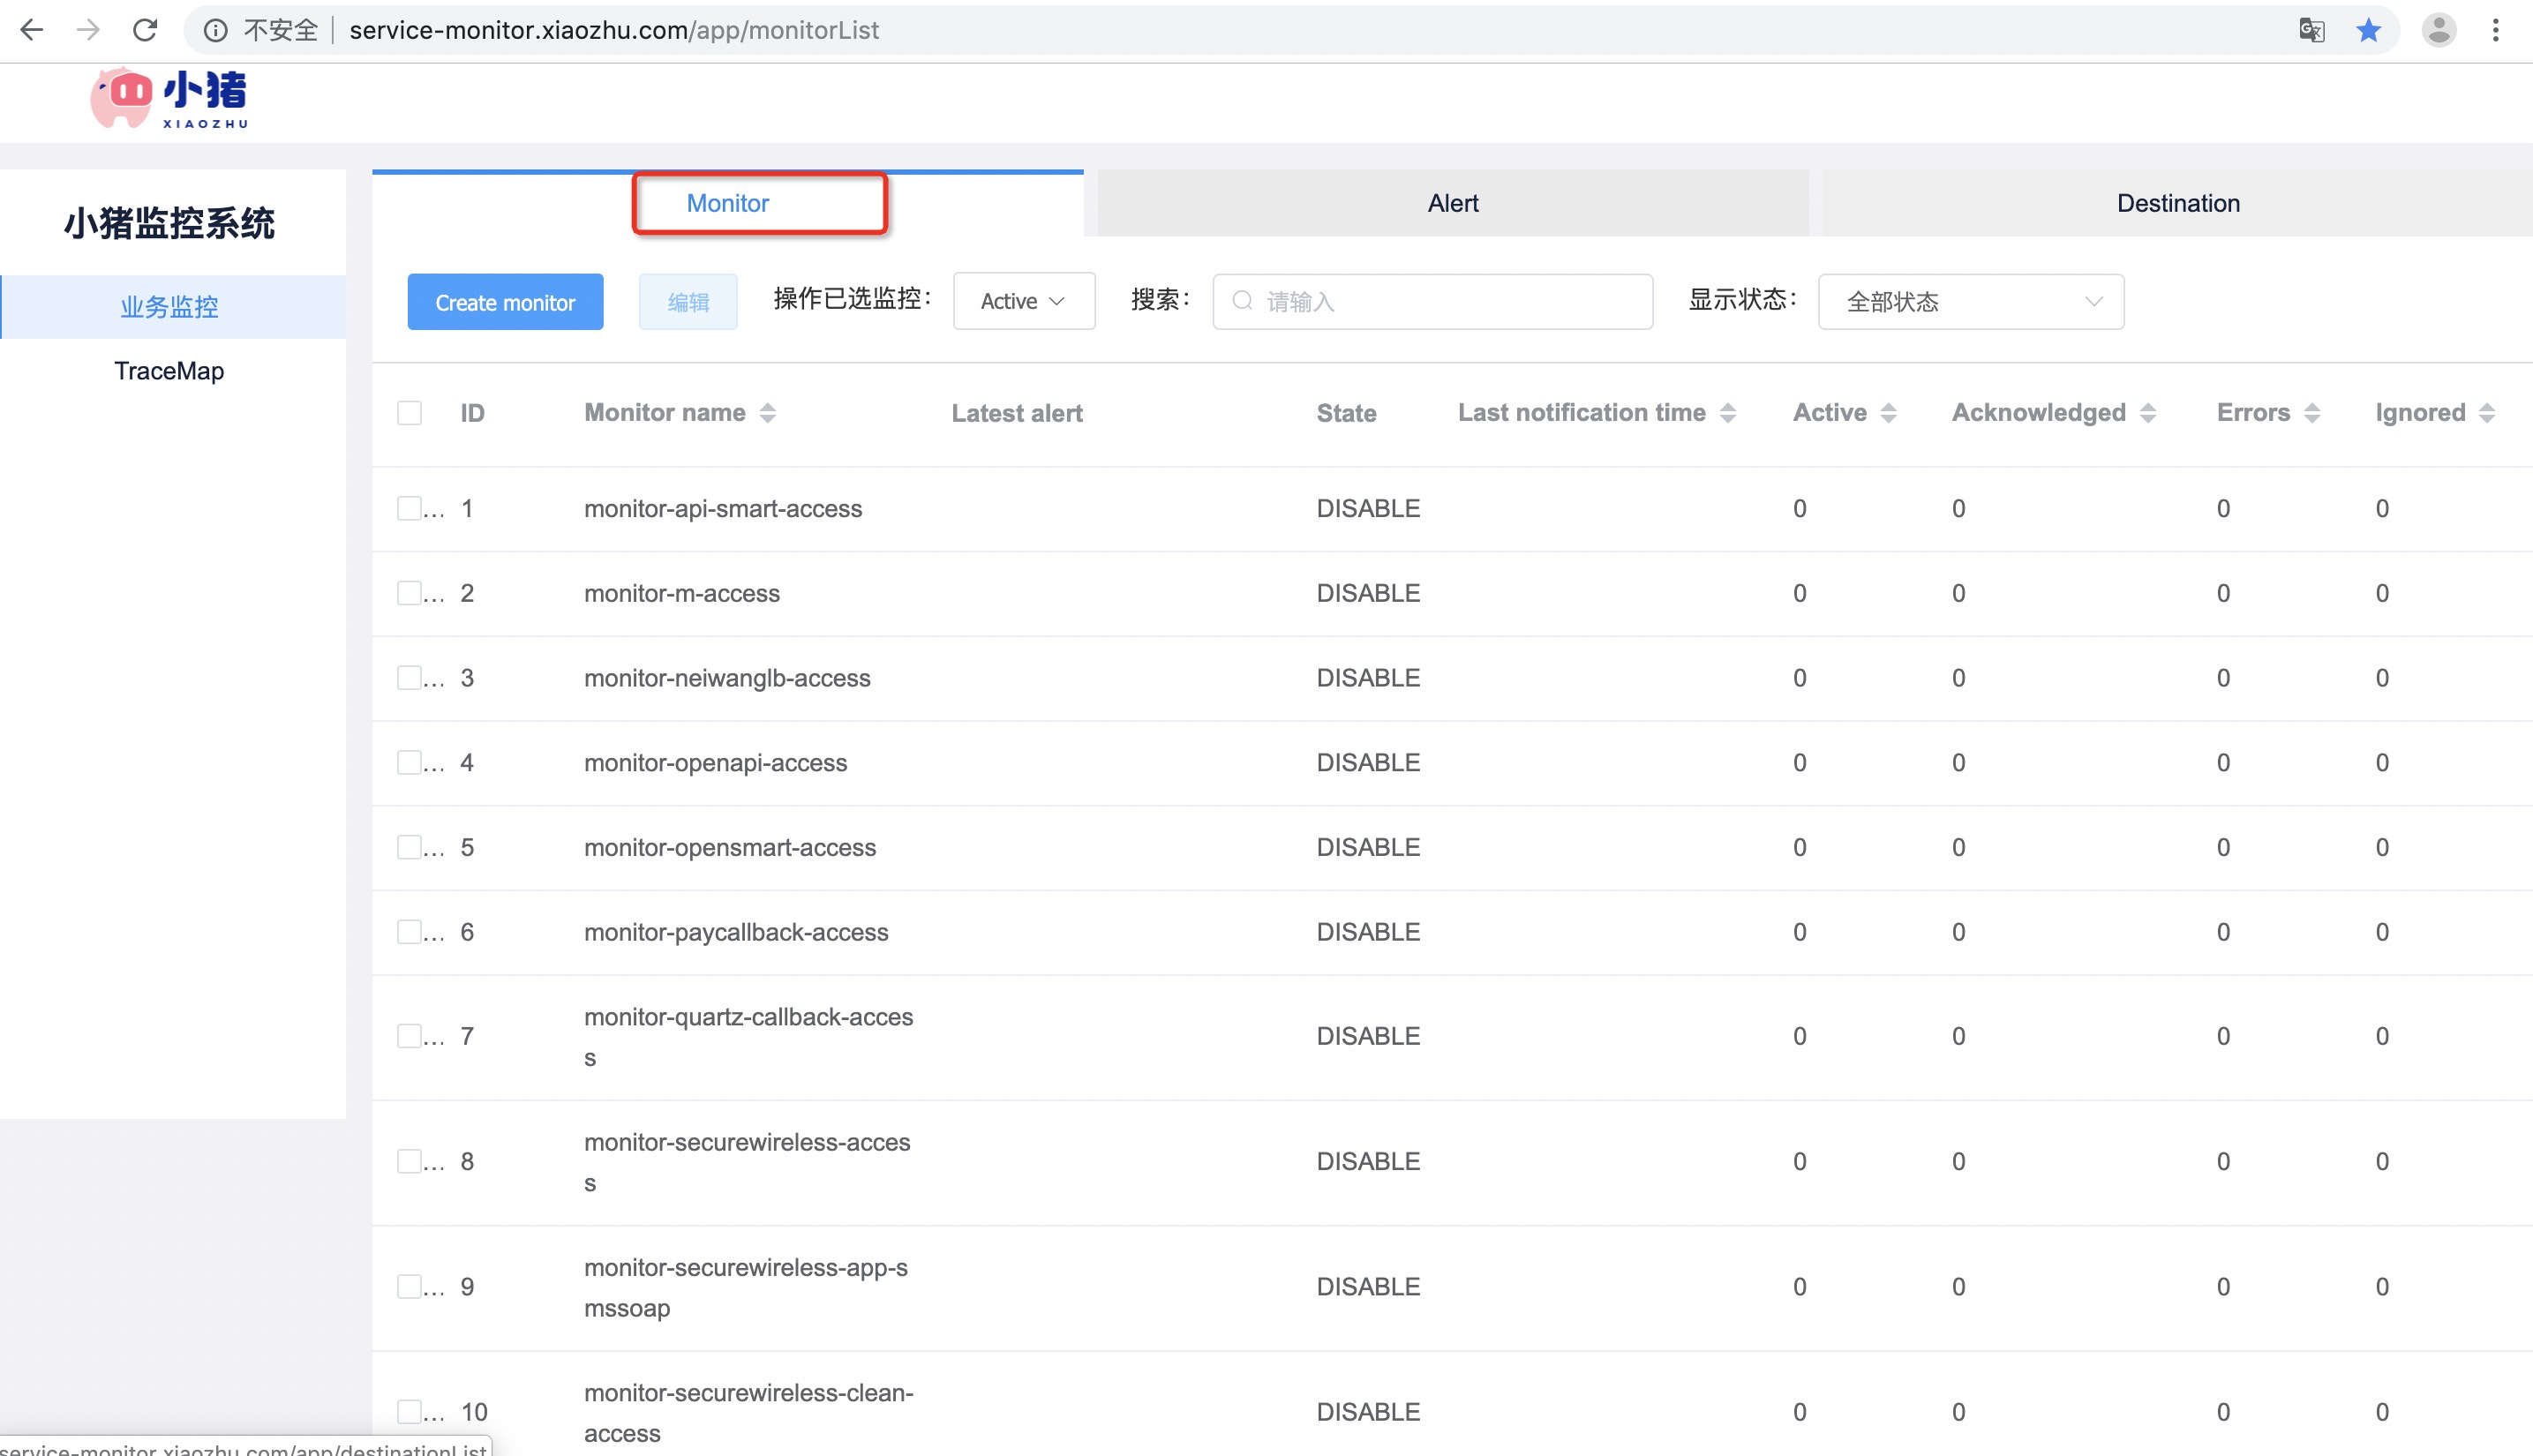 不安全 service-monitor.xiaozhu.com/app/monitorList
小猪
XIAOZHU
小猪监控系统
业务监控
TraceMap
Monitor Alert Destination
Create monitor 编辑 操作已选监控： Active 搜索： 请输入 显示状态： 全部状态
ID Monitor name Latest alert State Last notification time Active Acknowledged Errors Ignored
... 1 monitor-api-smart-access DISABLE 0 0 0 0
... 2 monitor-m-access DISABLE 0 0 0 0
... 3 monitor-neiwanglb-access DISABLE 0 0 0 0
... 4 monitor-openapi-access DISABLE 0 0 0 0
... 5 monitor-opensmart-access DISABLE 0 0 0 0
... 6 monitor-paycallback-access DISABLE 0 0 0 0
... 7 monitor-quartz-callback-acces DISABLE 0 0 0 0
s
... 8 monitor-securewireless-acces DISABLE 0 0 0 0
s
... 9 monitor-securewireless-app-s DISABLE 0 0 0 0
mssoap
... 10 monitor-securewireless-clean- DISABLE 0 0 0 0
access
service-monitor.xiaozhu.com/app/destinationList